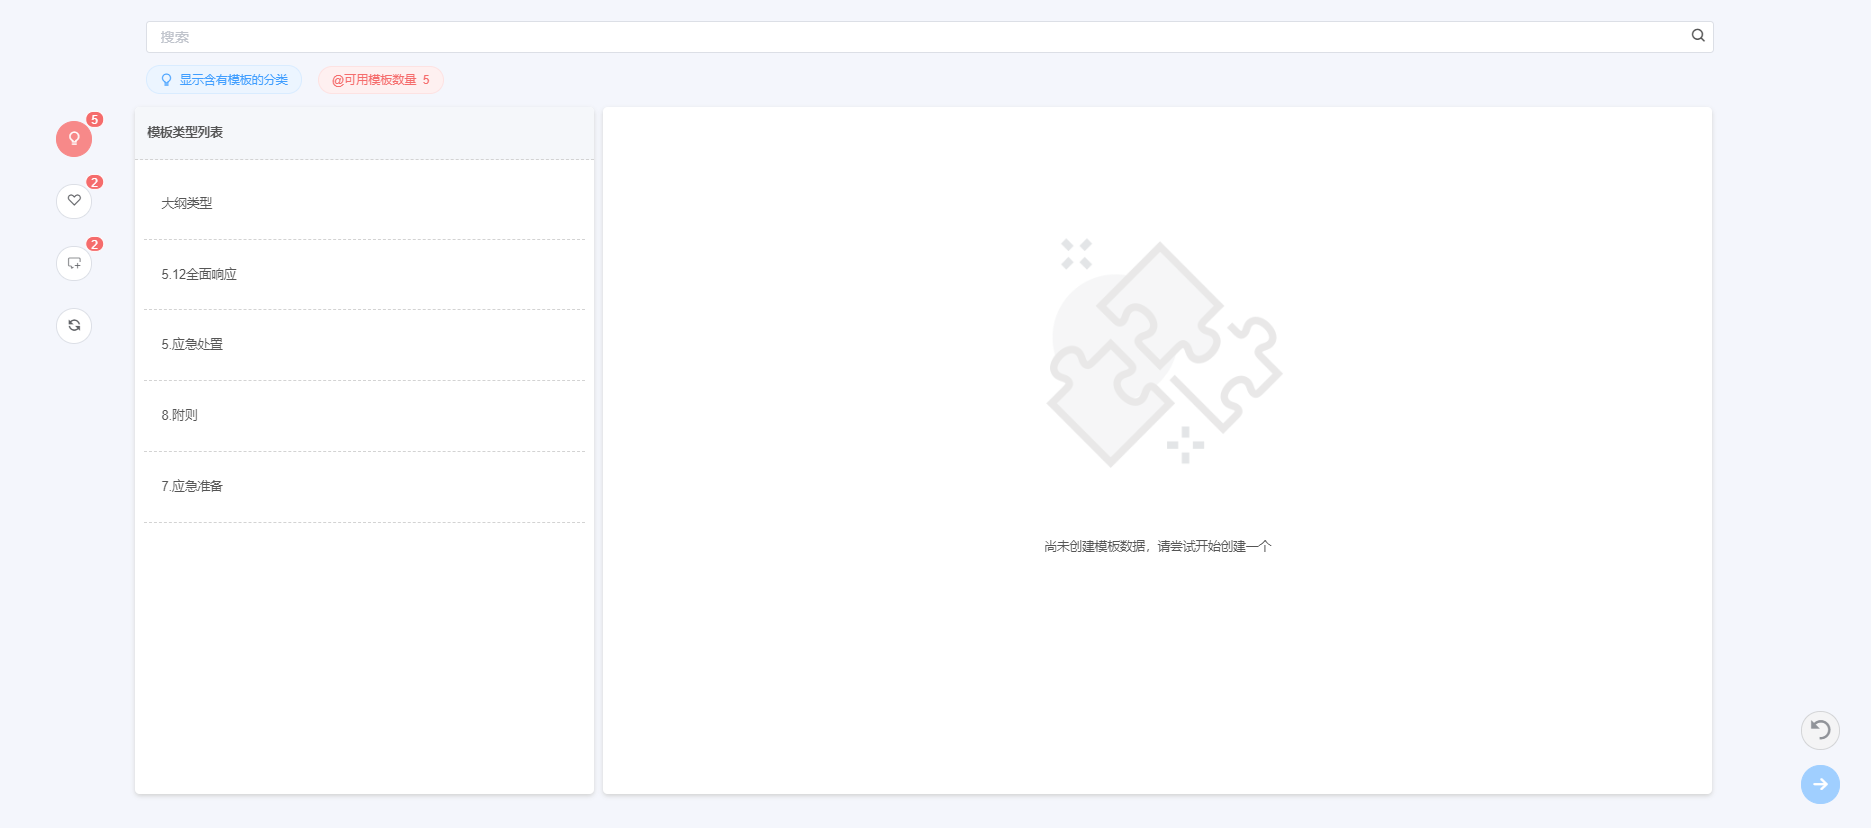 搜索
显示含有模板的分类
@可用模板数量 5
5
2
2
模板类型列表
大纲类型
5.12全面响应
5.应急处置
8.附则
7.应急准备
尚未创建模板数据，请尝试开始创建一个